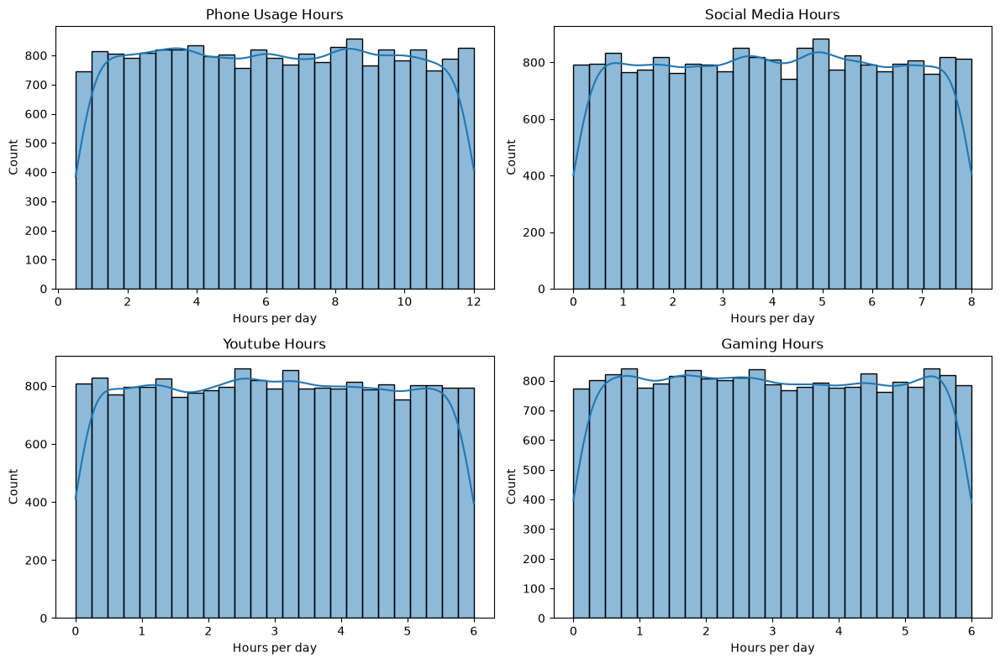 Phone Usage Hours
Count
800
700
600
500
400
300
200
100
0
0 2 4 6 8 10 12
Hours per day
Social Media Hours
Count
800
600
400
200
0
0 1 2 3 4 5 6 7 8
Hours per day
Youtube Hours
Count
800
600
400
200
0
0 1 2 3 4 5 6
Hours per day
Gaming Hours
Count
800
700
600
500
400
300
200
100
0
0 1 2 3 4 5 6
Hours per day